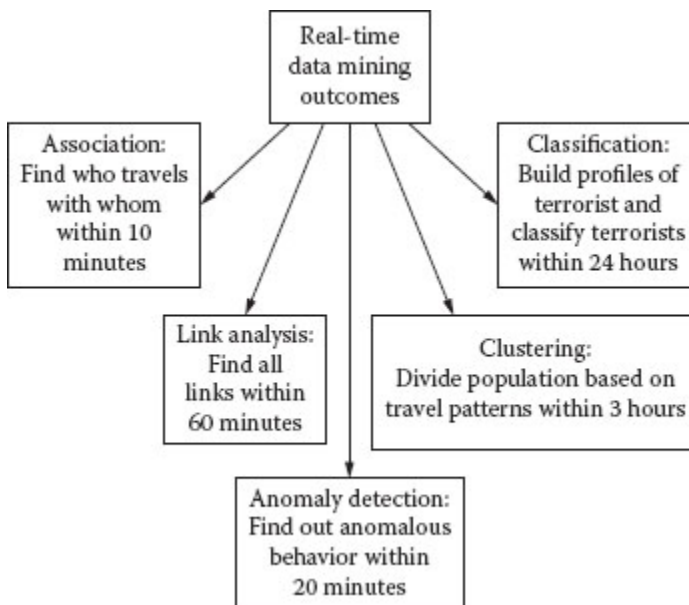 Real-time
data mining
outcomes
Association:
Find who travels
with whom
within 10
minutes
Classification:
Build profiles of
terrorist and
classify terrorists
within 24 hours
Link analysis:
Find all
links within
60 minutes
Clustering:
Divide population based on
travel patterns within 3 hours
Anomaly detection:
Find out anomalous
behavior within
20 minutes